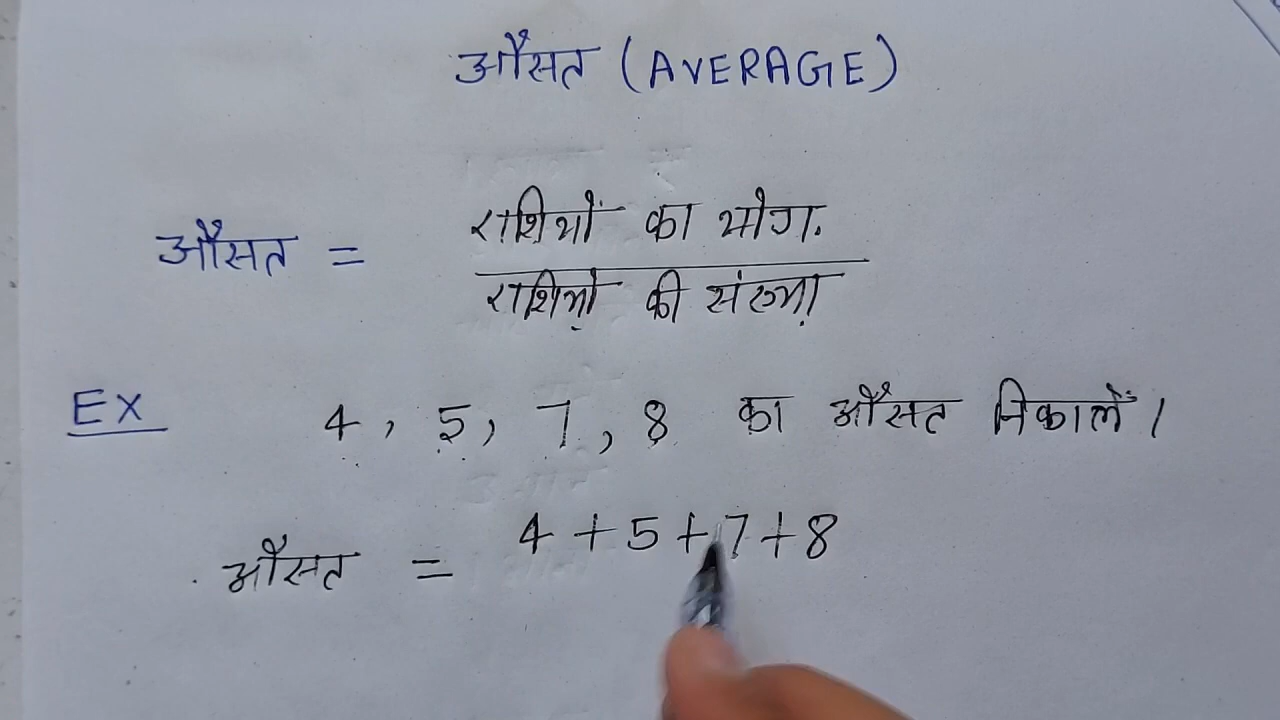 औसत (AVERAGE)
औसत = राशियों का योग.
राशियों की संख्या
Ex 4, 5, 7, 8 का औसत निकालें।
औसत = 4 + 5 + 7 + 8